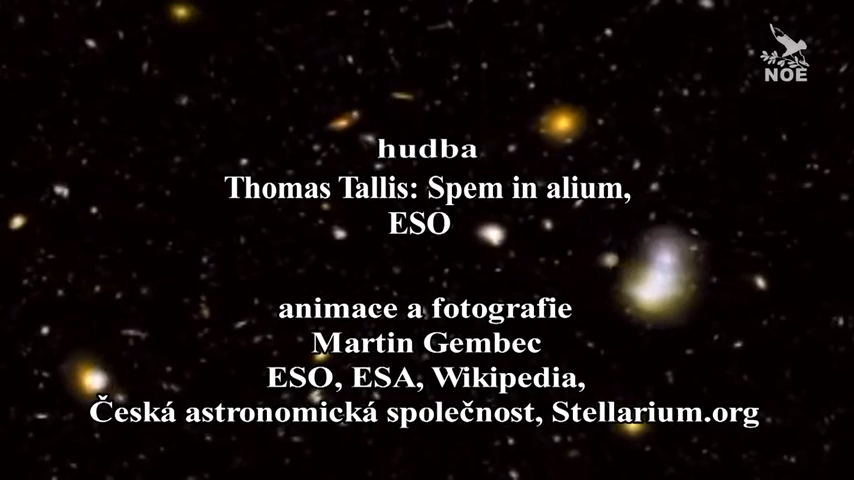 NOE
hudba
Thomas Tallis: Spem in alium,
ESO
animace a fotografie
Martin Gembec
ESO, ESA, Wikipedia,
Česká astronomická společnost, Stellarium.org